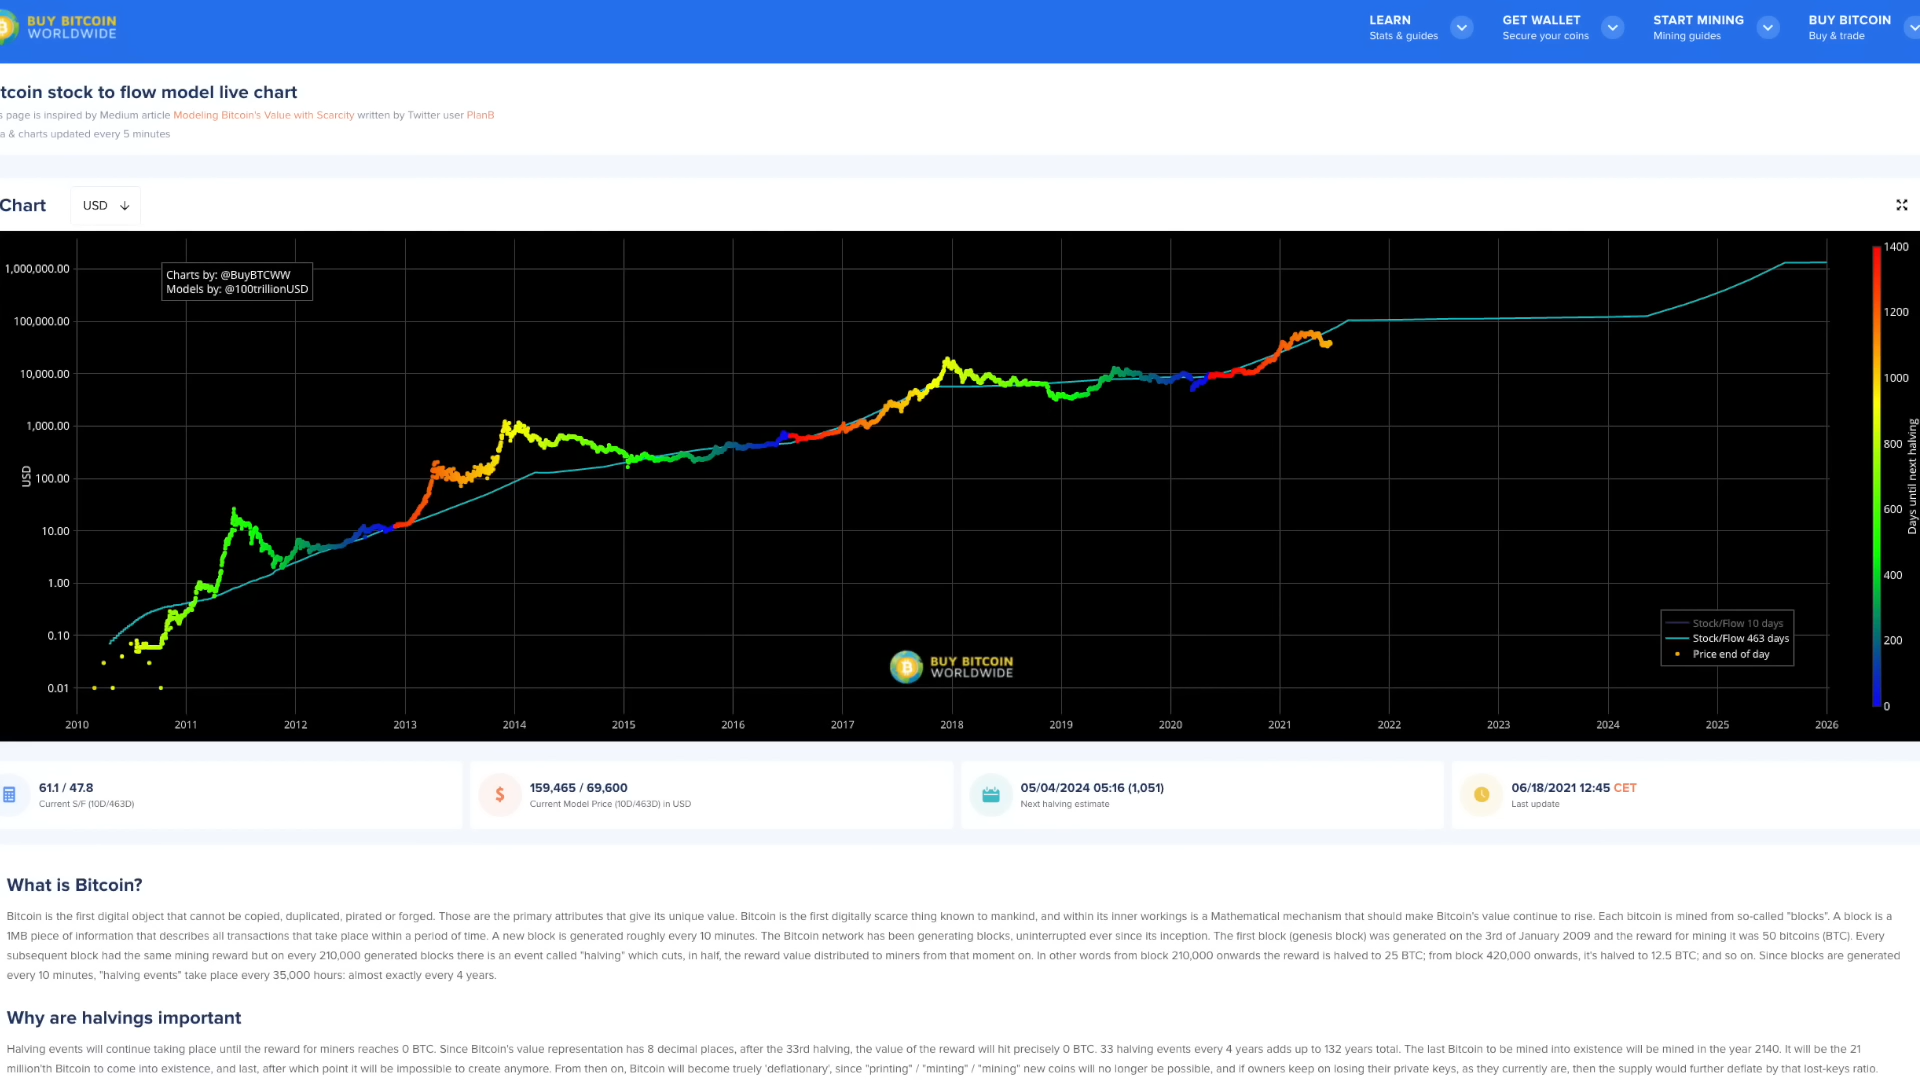 BUY BITCOIN
WORLDWIDE
LEARN
Stats & guides
GET WALLET
Secure your coins
START MINING
Mining guides
BUY BITCOIN
Buy & trade
tcoin stock to flow model live chart
s page is inspired by Medium article Modeling Bitcoin's Value with Scarcity written by Twitter user PlanB
a & charts updated every 5 minutes
Chart
USD
Charts by: @BuyBTCWW
Models by: @100trillionUSD
1,000,000.00
100,000.00
10,000.00
1,000.00
100.00
10.00
1.00
0.10
0.01
USD
2010
2011
2012
2013
2014
2015
2016
2017
2018
2019
2020
2021
2022
2023
2024
2025
2026
BUY BITCOIN
WORLDWIDE
Stock/Flow 10 days
Stock/Flow 463 days
Price end of day
1400
1200
1000
800
600
400
200
0
Days until next halving
61.1 / 47.8
Current S/F (10D/463D)
159,465 / 69,600
Current Model Price (10D/463D) in USD
05/04/2024 05:16 (1,051)
Next halving estimate
06/18/2021 12:45 CET
Last update
What is Bitcoin?
Bitcoin is the first digital object that cannot be copied, duplicated, pirated or forged. Those are the primary attributes that give its unique value. Bitcoin is the first digitally scarce thing known to mankind, and within its inner workings is a Mathematical mechanism that should make Bitcoin's value continue to rise. Each bitcoin is mined from so-called "blocks". A block is a
1MB piece of information that describes all transactions that take place within a period of time. A new block is generated roughly every 10 minutes. The Bitcoin network has been generating blocks, uninterrupted ever since its inception. The first block (genesis block) was generated on the 3rd of January 2009 and the reward for mining it was 50 bitcoins (BTC). Every
subsequent block had the same mining reward but on every 210,000 generated blocks there is an event called "halving" which cuts, in half, the reward value distributed to miners from that moment on. In other words from block 210,000 onwards the reward is halved to 25 BTC; from block 420,000 onwards, it's halved to 12.5 BTC; and so on. Since blocks are generated
every 10 minutes, "halving events" take place every 35,000 hours: almost exactly every 4 years.
Why are halvings important
Halving events will continue taking place until the reward for miners reaches 0 BTC. Since Bitcoin's value representation has 8 decimal places, after the 33rd halving, the value of the reward will hit precisely 0 BTC. 33 halving events every 4 years adds up to 132 years total. The last Bitcoin to be mined into existence will be mined in the year 2140. It will be the 21
million'th Bitcoin to come into existence, and last, after which point it will be impossible to create anymore. From then on, Bitcoin will become truely 'deflationary', since "printing" / "minting" / "mining" new coins will no longer be possible, and if owners keep on losing their private keys, as they currently are, then the supply would further deflate by that lost-keys ratio.